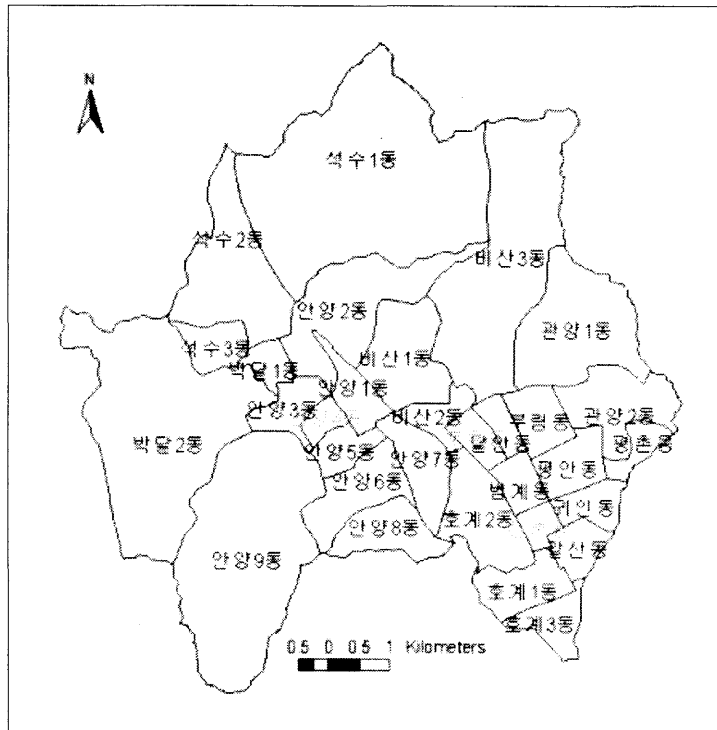 N
석수1동
석수2동
비산3동
안양2동
관양1동
석수3동
비산1동
박달1동
안양1동
안양3동
비산2동
부림동
관양2동
박달2동
달안동
평촌동
안양5동
안양7동
평안동
안양6동
범계동
귀인동
안양8동
호계2동
갈산동
안양9동
호계1동
호계3동
0.5 0 0.5 1 Kilometers